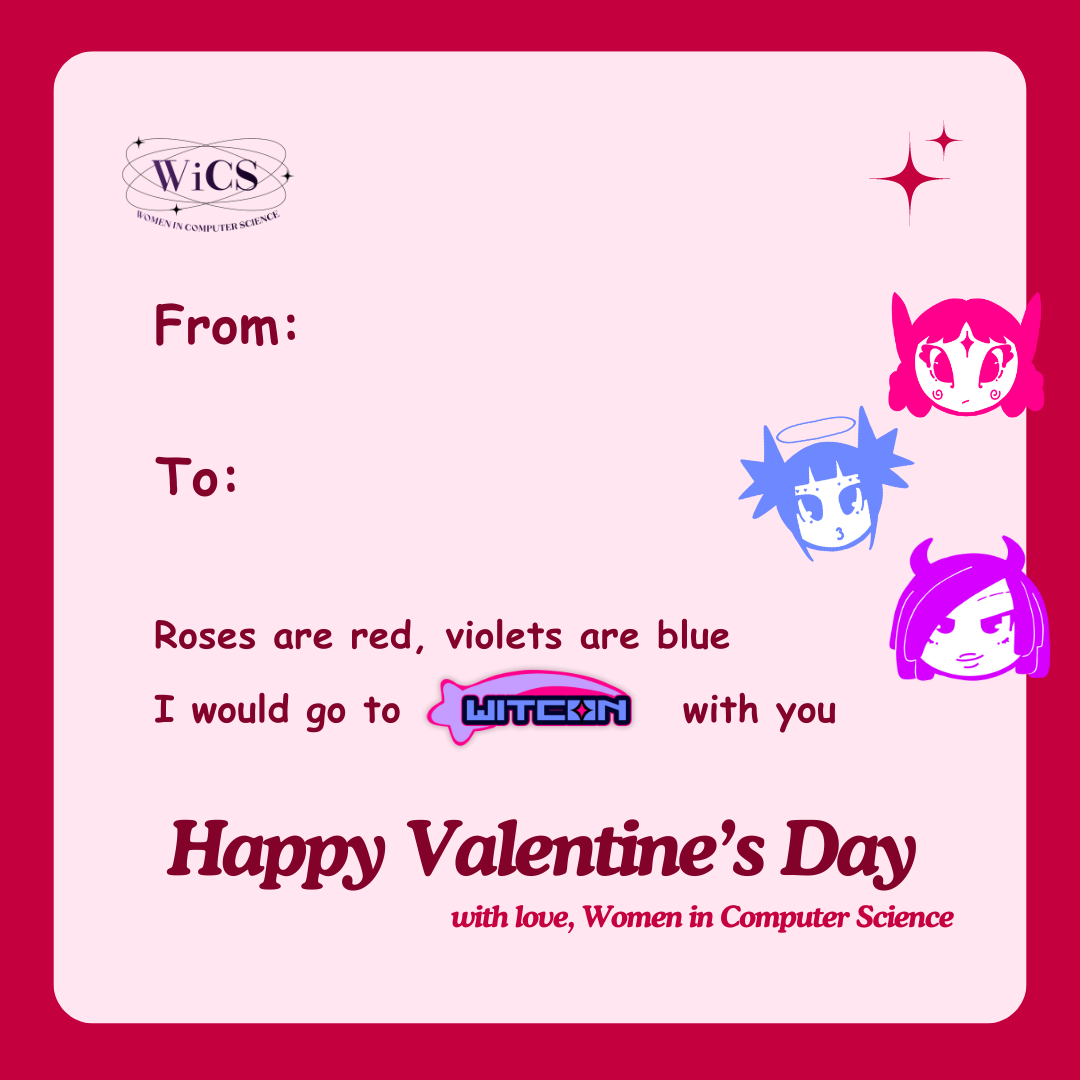 WiCS
WOMEN IN COMPUTER SCIENCE
From:
To:
Roses are red, violets are blue
I would go to WITCON with you
Happy Valentine’s Day
with love, Women in Computer Science